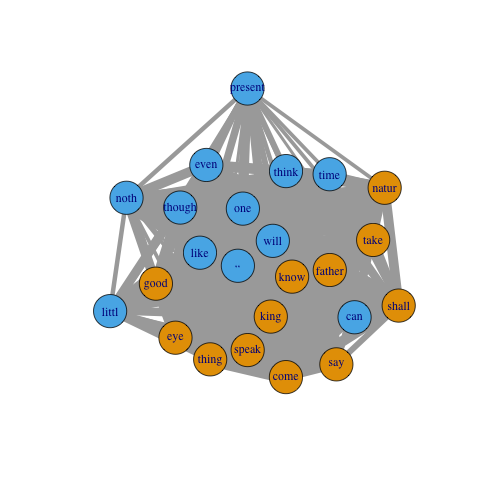 present
even
think
time
natur
noth
though
one
will
take
like
..
know
father
good
shall
littl
king
can
eye
speak
thing
say
come